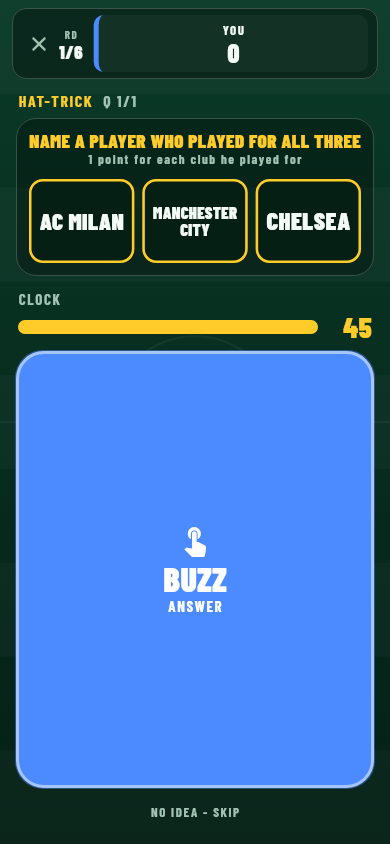 RD
1/6
YOU
0
HAT-TRICK Q 1/1
NAME A PLAYER WHO PLAYED FOR ALL THREE
1 point for each club he played for
AC MILAN
MANCHESTER
CITY
CHELSEA
CLOCK
45
BUZZ
ANSWER
NO IDEA - SKIP